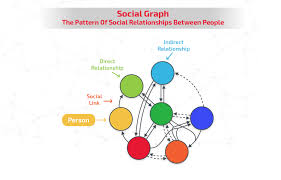 Social Graph
The Pattern Of Social Relationships Between People
Indirect
Relationship
Direct
Relationship
Social
Link
Person